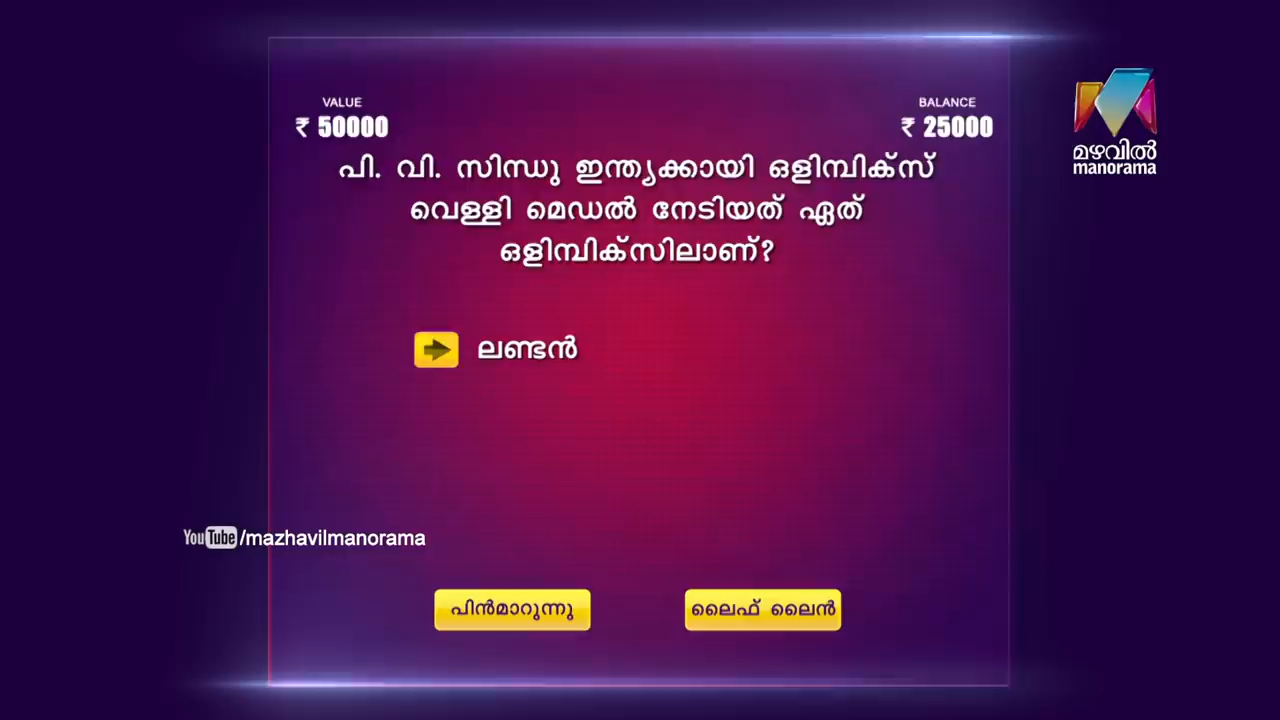 VALUE
₹ 50000
BALANCE
₹ 25000
മഴവിൽ
manorama
പി. വി. സിന്ധു ഇന്ത്യക്കായി ഒളിമ്പിക്സ്
വെള്ളി മെഡൽ നേടിയത് ഏത്
ഒളിമ്പിക്സിലാണ്?
ലണ്ടൻ
YouTube/mazhavilmanorama
പിൻമാറുന്നു
ലൈഫ് ലൈൻ